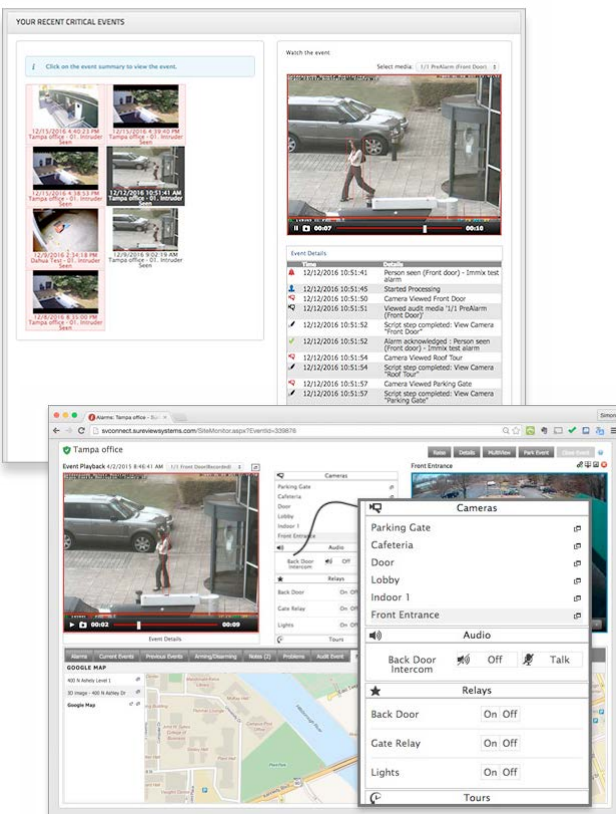 YOUR RECENT CRITICAL EVENTS
i Click on the event summary to view the event.
12/15/2016 4:40:23 PM
Tampa office - 01. Intruder
Seen
12/15/2016 4:39:40 PM
Tampa office - 01. Intruder
Seen
12/15/2016 4:38:53 PM
Tampa office - 01. Intruder
Seen
12/12/2016 10:51:41 AM
Tampa office - 01. Intruder
Seen
12/9/2016 2:34:18 PM
Dahua Test - 01. Intruder
Seen
12/9/2016 9:02:19 AM
Tampa office - 01. Intruder
Seen
12/8/2016 8:35:00 PM
Tampa office - 01. Intruder
Seen
Watch the event
Select media: 1/1 PreAlarm (Front Door)
00:07 00:10
Event Details
Time Details
12/12/2016 10:51:41 Person seen (Front door) - Immix test
alarm
12/12/2016 10:51:45 Started Processing
12/12/2016 10:51:50 Camera Viewed Front Door
12/12/2016 10:51:51 Viewed audit media '1/1 PreAlarm
(Front Door)'
12/12/2016 10:51:52 Script step completed: View Camera
"Front Door"
12/12/2016 10:51:52 Alarm acknowledged : Person seen
(Front door) - Immix test alarm
12/12/2016 10:51:54 Camera Viewed Roof Tour
12/12/2016 10:51:54 Script step completed: View Camera
"Roof Tour"
12/12/2016 10:51:57 Camera Viewed Parking Gate
12/12/2016 10:51:57 Script step completed: View Camera
"Parking Gate"
Alarms: Tampa office
Simon
svconnect.sureviewsystems.com/SiteMonitor.aspx?EventId=339876
Tampa office
Rates Details MultiView Park Event Close Event
Event Playback 4/2/2015 8:46:41 AM 1/1 Front Door(Recorded)
Front Entrance
00:02 00:09
Event Details
Cameras
Parking Gate
Cafeteria
Door
Lobby
Indoor 1
Front Entrance
Audio
Back Door
Intercom
Off
Relays
Back Door On Off
Gate Relay On Off
Lights On Off
Tours
Alarms Current Events Previous Events Arming/Disarming Notes (2) Problems Audit Event
GOOGLE MAP
400 N Ashely Level 1
3D image - 400 N Ashley Dr
Google Map
Cameras
Parking Gate
Cafeteria
Door
Lobby
Indoor 1
Front Entrance
Audio
Back Door
Intercom
Off Talk
Relays
Back Door On Off
Gate Relay On Off
Lights On Off
Tours